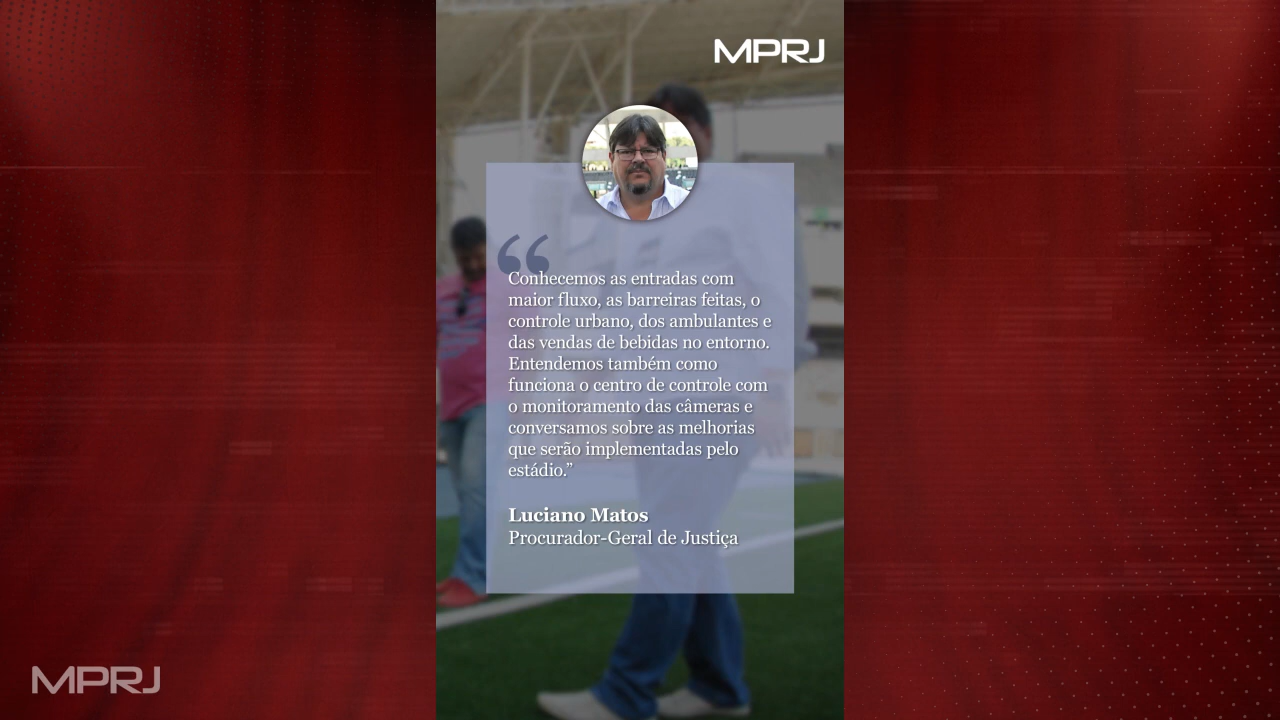 MPRJ
“
Conhecemos as entradas com
maior fluxo, as barreiras feitas, o
controle urbano, dos ambulantes e
das vendas de bebidas no entorno.
Entendemos também como
funciona o centro de controle com
o monitoramento das câmeras e
conversamos sobre as melhorias
que serão implementadas pelo
estádio.”
Luciano Matos
Procurador-Geral de Justiça
MPRJ